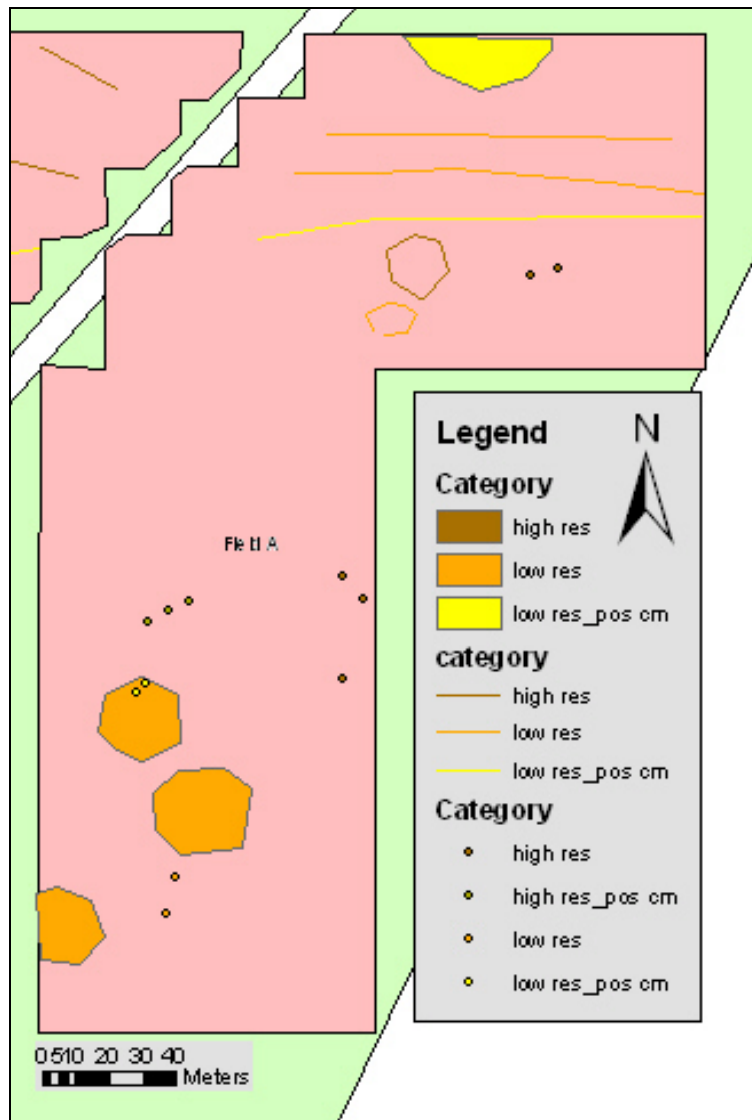 Legend
N
Category
high res
low res
low res_pos cm
category
high res
low res
low res_pos cm
Category
high res
high res_pos cm
low res
low res_pos cm
Field A
0 5 10 20 30 40
Meters